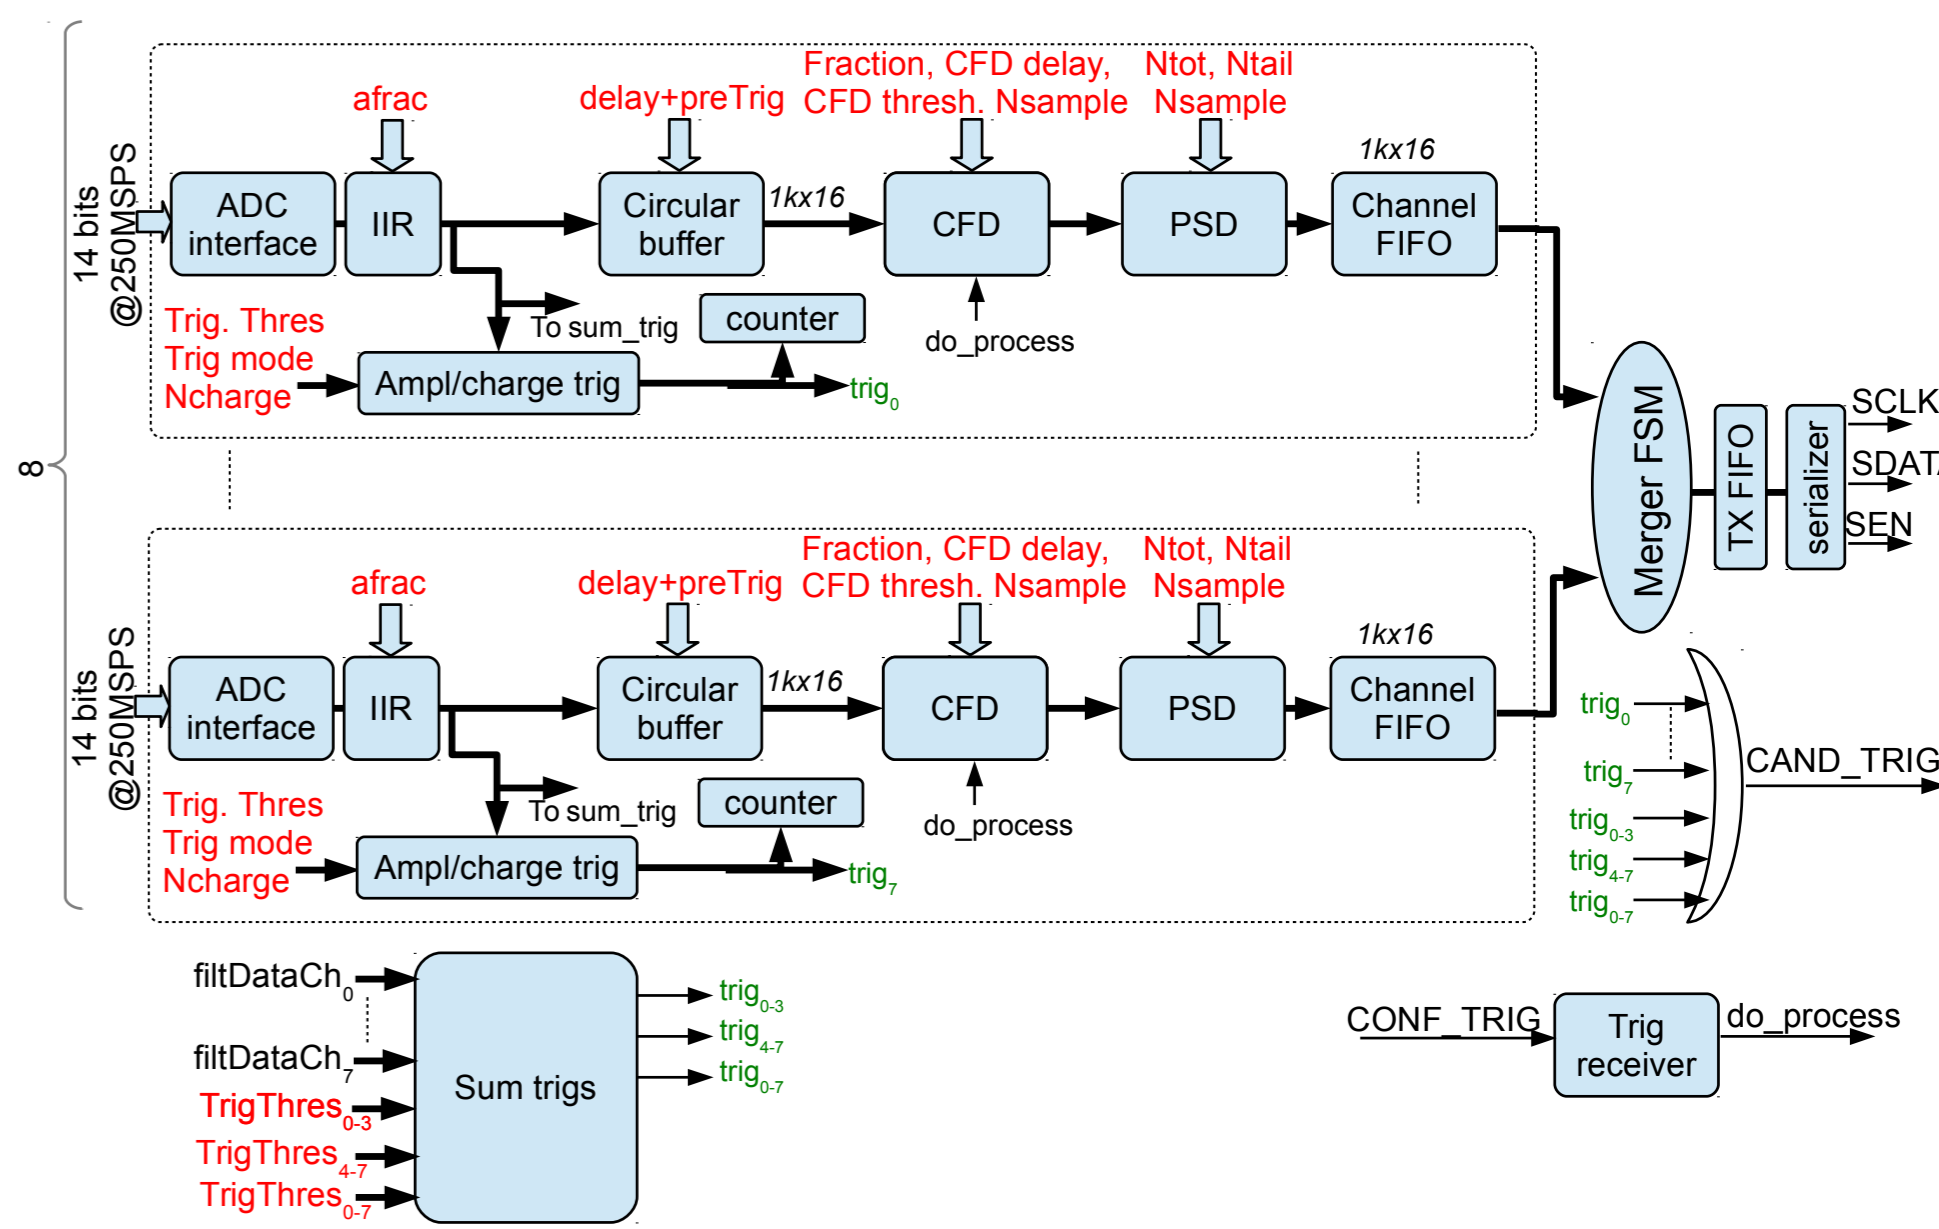 8
14 bits
@250MSPS
afrac
delay+preTrig
Fraction, CFD delay,
CFD thresh. Nsample
Ntot, Ntail
Nsample
ADC
interface
IIR
Circular
buffer
1kx16
CFD
PSD
1kx16
Channel
FIFO
To sum_trig
counter
do_process
Trig. Thres
Trig mode
Ncharge
Ampl/charge trig
trig0
Merger FSM
TX FIFO
serializer
SCLK
SDATA
SEN
14 bits
@250MSPS
afrac
delay+preTrig
Fraction, CFD delay,
CFD thresh. Nsample
Ntot, Ntail
Nsample
ADC
interface
IIR
Circular
buffer
1kx16
CFD
PSD
1kx16
Channel
FIFO
To sum_trig
counter
do_process
Trig. Thres
Trig mode
Ncharge
Ampl/charge trig
trig7
trig0
trig7
trig0-3
trig4-7
trig0-7
CAND_TRIG
filtDataCh0
filtDataCh7
TrigThres0-3
TrigThres4-7
TrigThres0-7
Sum trigs
trig0-3
trig4-7
trig0-7
CONF_TRIG
Trig
receiver
do_process